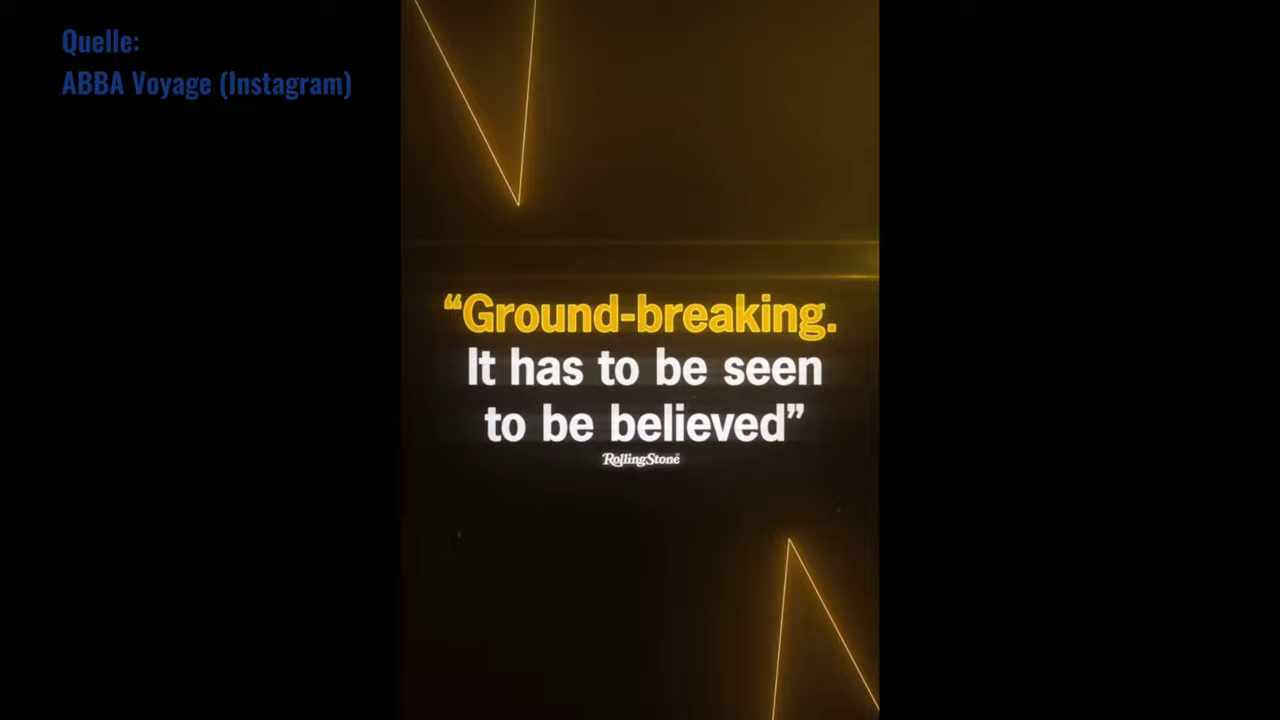 Quelle:
ABBA Voyage (Instagram)
“Ground-breaking.
It has to be seen
to be believed”
RollingStone